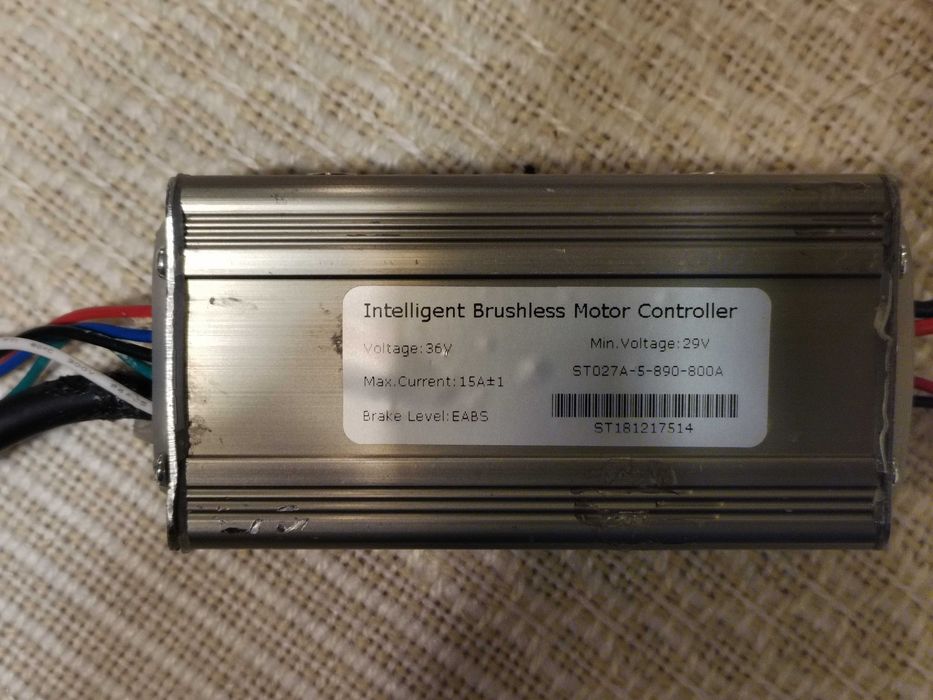 Intelligent Brushless Motor Controller
Voltage:36V
Min.Voltage:29V
ST027A-5-890-800A
Max.Current:15A±1
Brake Level:EABS
ST181217514